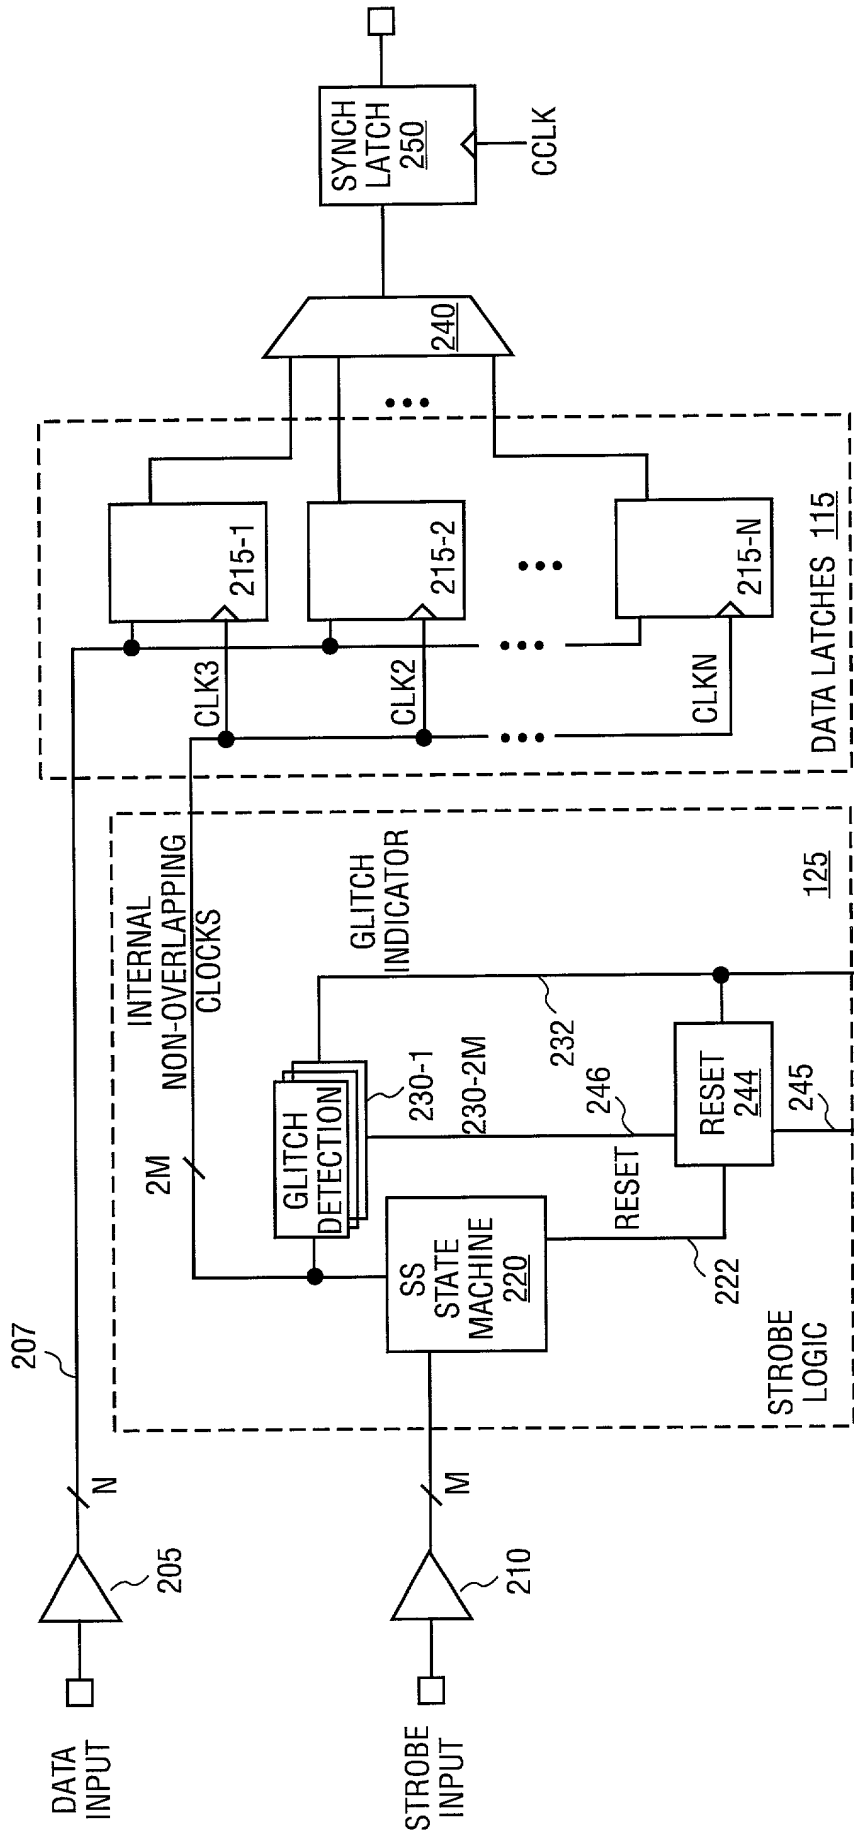 DATA
INPUT
STROBE
INPUT
205
210
N
M
207
STROBE
LOGIC
2M
INTERNAL
NON-OVERLAPPING
CLOCKS
GLITCH
DETECTION
SS
STATE
MACHINE
220
230-1
230-2M
GLITCH
INDICATOR
232
RESET
246
222
RESET
244
245
125
CLK3
CLK2
CLKN
215-1
215-2
215-N
DATA LATCHES 115
240
SYNCH
LATCH
250
CCLK